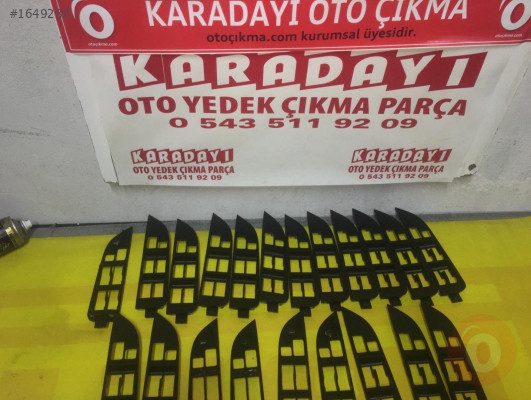 #1649
KARADAYI OTO ÇIKMA
otoçıkma.com kurumsal üyesidir.
KARADAYI
OTO YEDEK ÇIKMA PARÇA
0 543 511 92 09
KARADAYI
OTO YEDEK ÇIKMA PARÇA
0 543 511 92 09
KARADAYI
OTO YEDEK ÇIKMA PARÇA
0 543 511 92 09